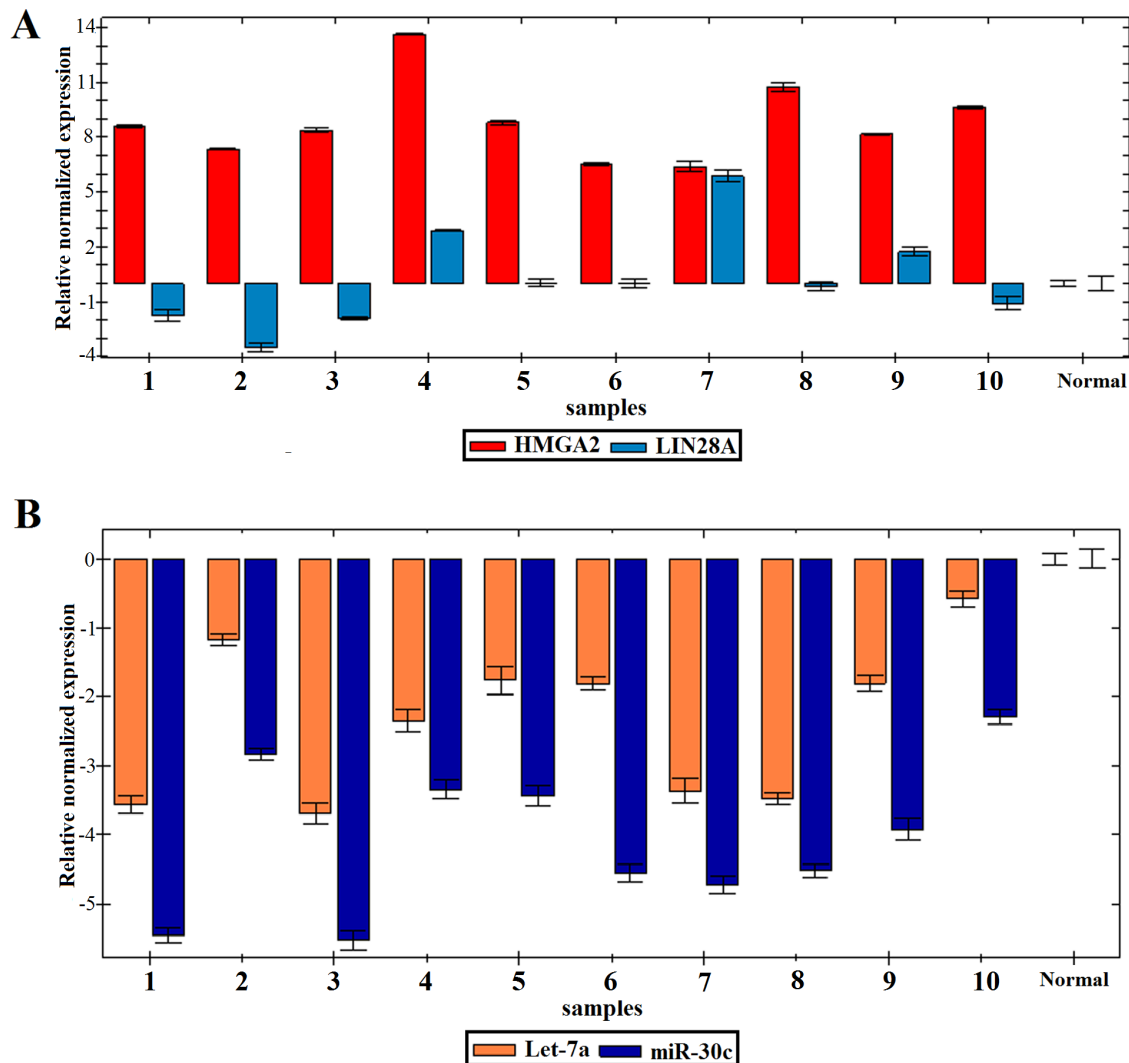 A
Relative normalized expression
14
11
8
5
2
-1
-4
1 2 3 4 5 6 7 8 9 10 Normal
samples
HMGA2 LIN28A
B
Relative normalized expression
0
-1
-2
-3
-4
-5
1 2 3 4 5 6 7 8 9 10 Normal
samples
Let-7a miR-30c